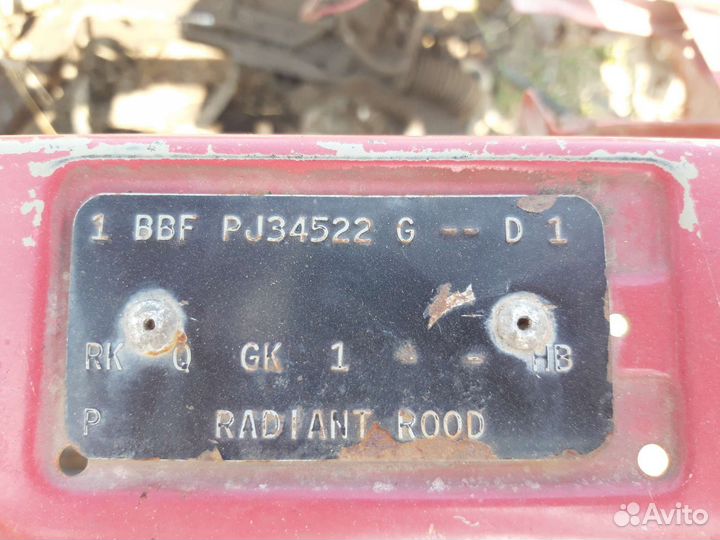 1 BBF PJ34522 G -- D 1
RK Q GK 1 - - HB
P RADIANT ROOD
Avito